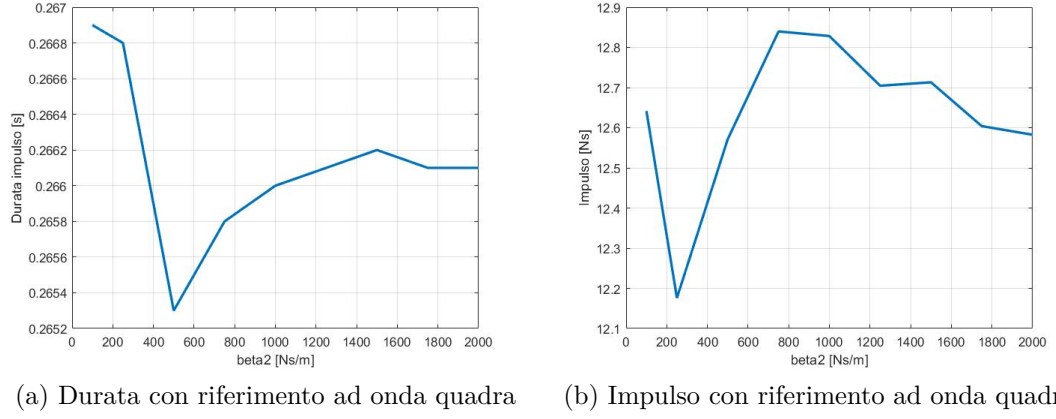 0.267
0.2668
0.2666
0.2664
0.2662
0.266
0.2658
0.2656
0.2654
0.2652
Durata impulso [s]
0 200 400 600 800 1000 1200 1400 1600 1800 2000
beta2 [Ns/m]
(a) Durata con riferimento ad onda quadra
12.9
12.8
12.7
12.6
12.5
12.4
12.3
12.2
12.1
Impulso [Ns]
0 200 400 600 800 1000 1200 1400 1600 1800 2000
beta2 [Ns/m]
(b) Impulso con riferimento ad onda quad